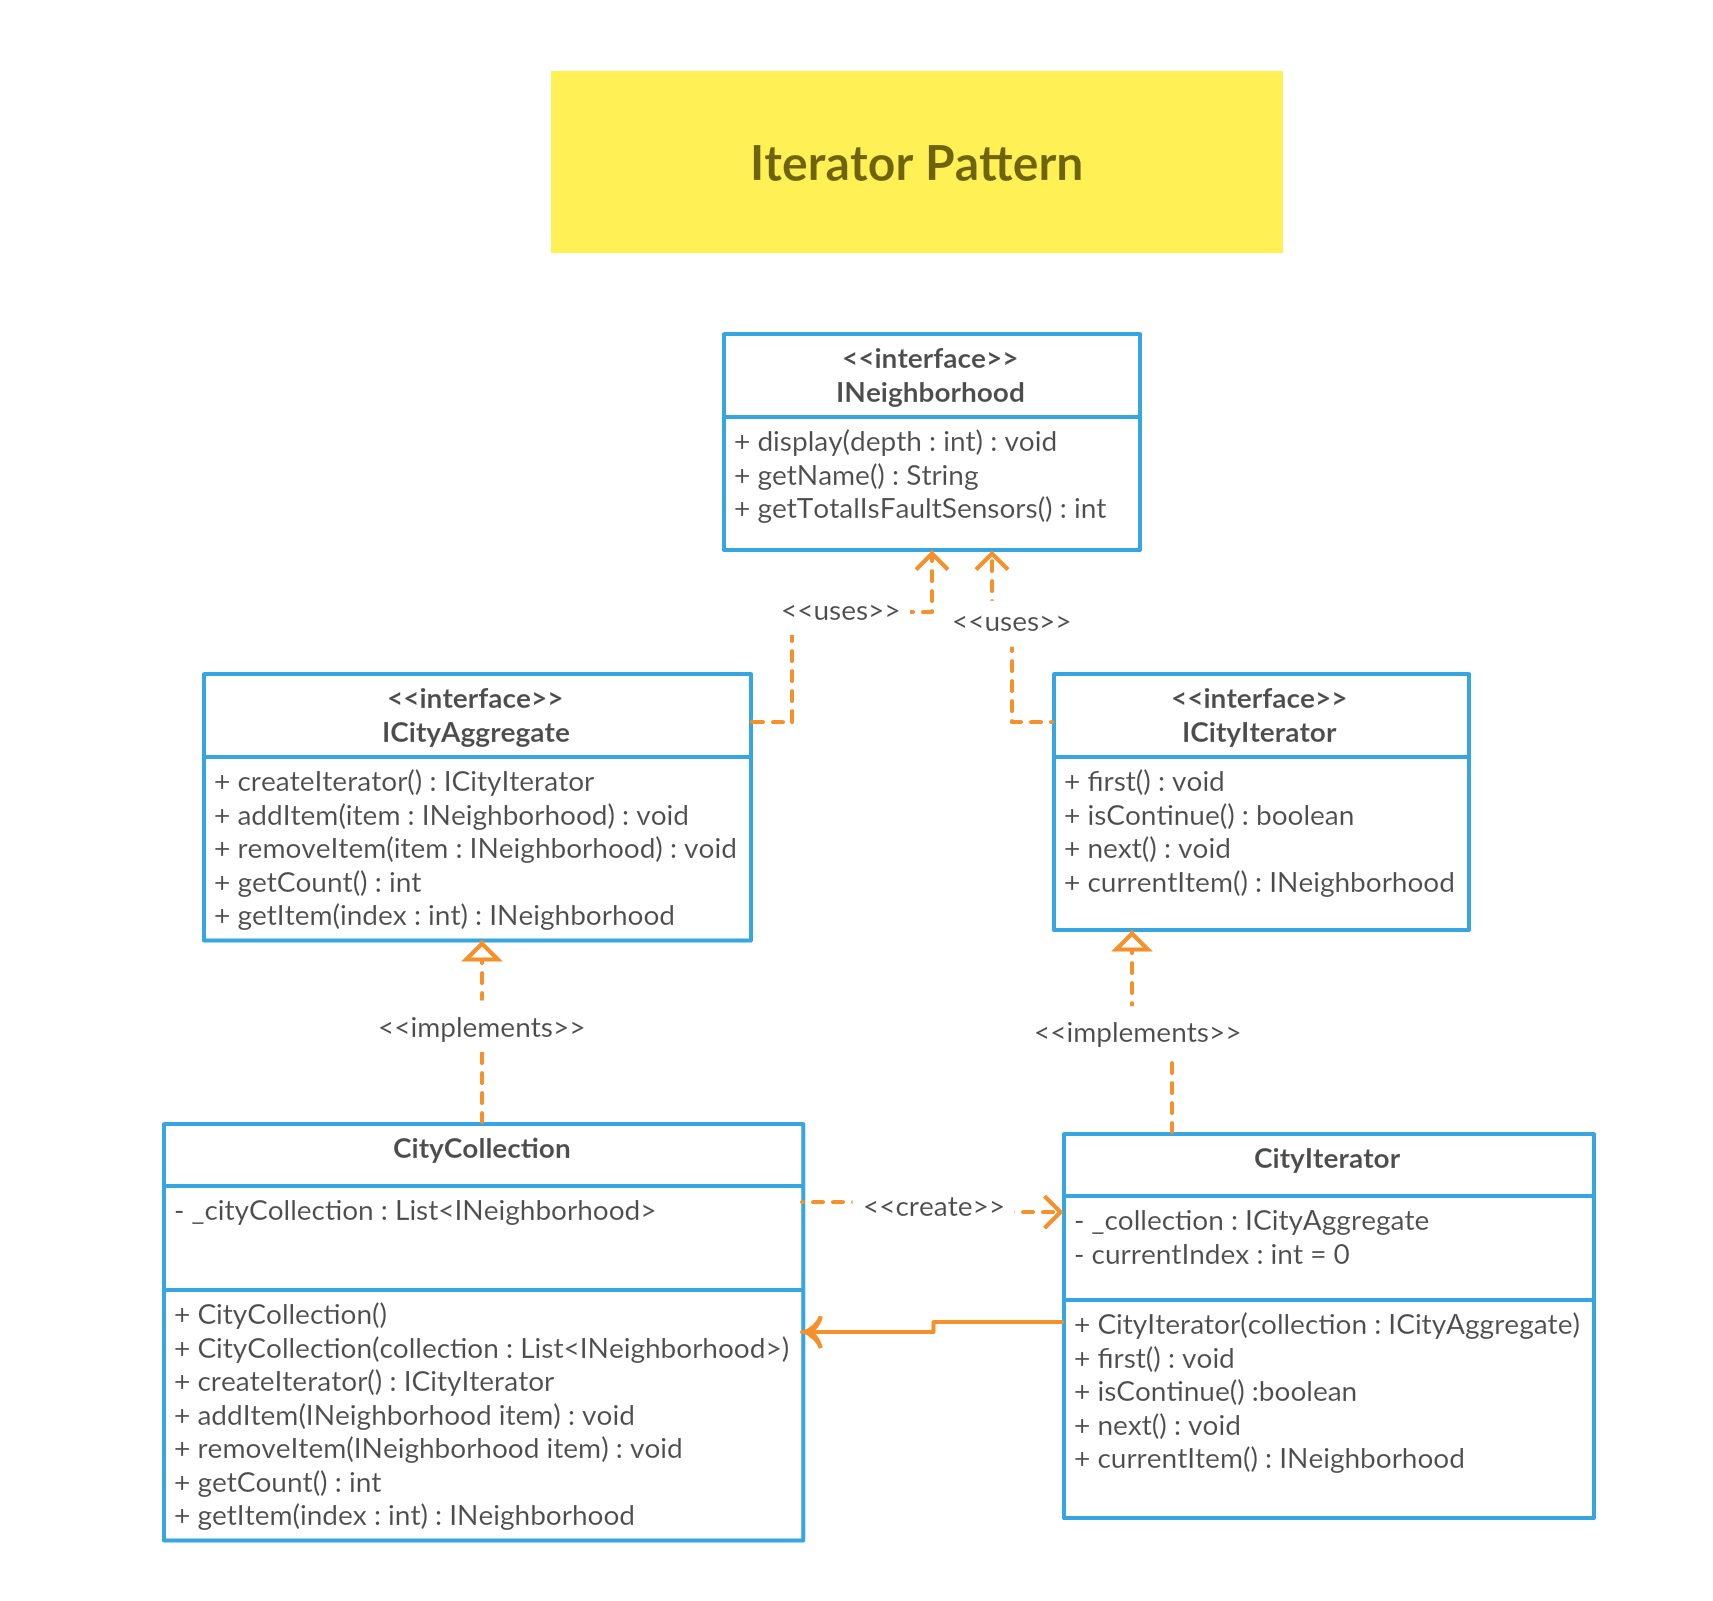 Iterator Pattern
<<interface>>
INeighborhood
+ display(depth : int) : void
+ getName() : String
+ getTotalIsFaultSensors() : int
<<uses>>
<<uses>>
<<interface>>
ICityAggregate
+ createIterator() : ICityIterator
+ addItem(item : INeighborhood) : void
+ removeItem(item : INeighborhood) : void
+ getCount() : int
+ getItem(index : int) : INeighborhood
<<interface>>
ICityIterator
+ first() : void
+ isContinue() : boolean
+ next() : void
+ currentItem() : INeighborhood
<<implements>>
<<implements>>
CityCollection
- _cityCollection : List<INeighborhood>
+ CityCollection()
+ CityCollection(collection : List<INeighborhood>)
+ createIterator() : ICityIterator
+ addItem(INeighborhood item) : void
+ removeItem(INeighborhood item) : void
+ getCount() : int
+ getItem(index : int) : INeighborhood
<<create>>
CityIterator
- _collection : ICityAggregate
- currentIndex : int = 0
+ CityIterator(collection : ICityAggregate)
+ first() : void
+ isContinue() :boolean
+ next() : void
+ currentItem() : INeighborhood